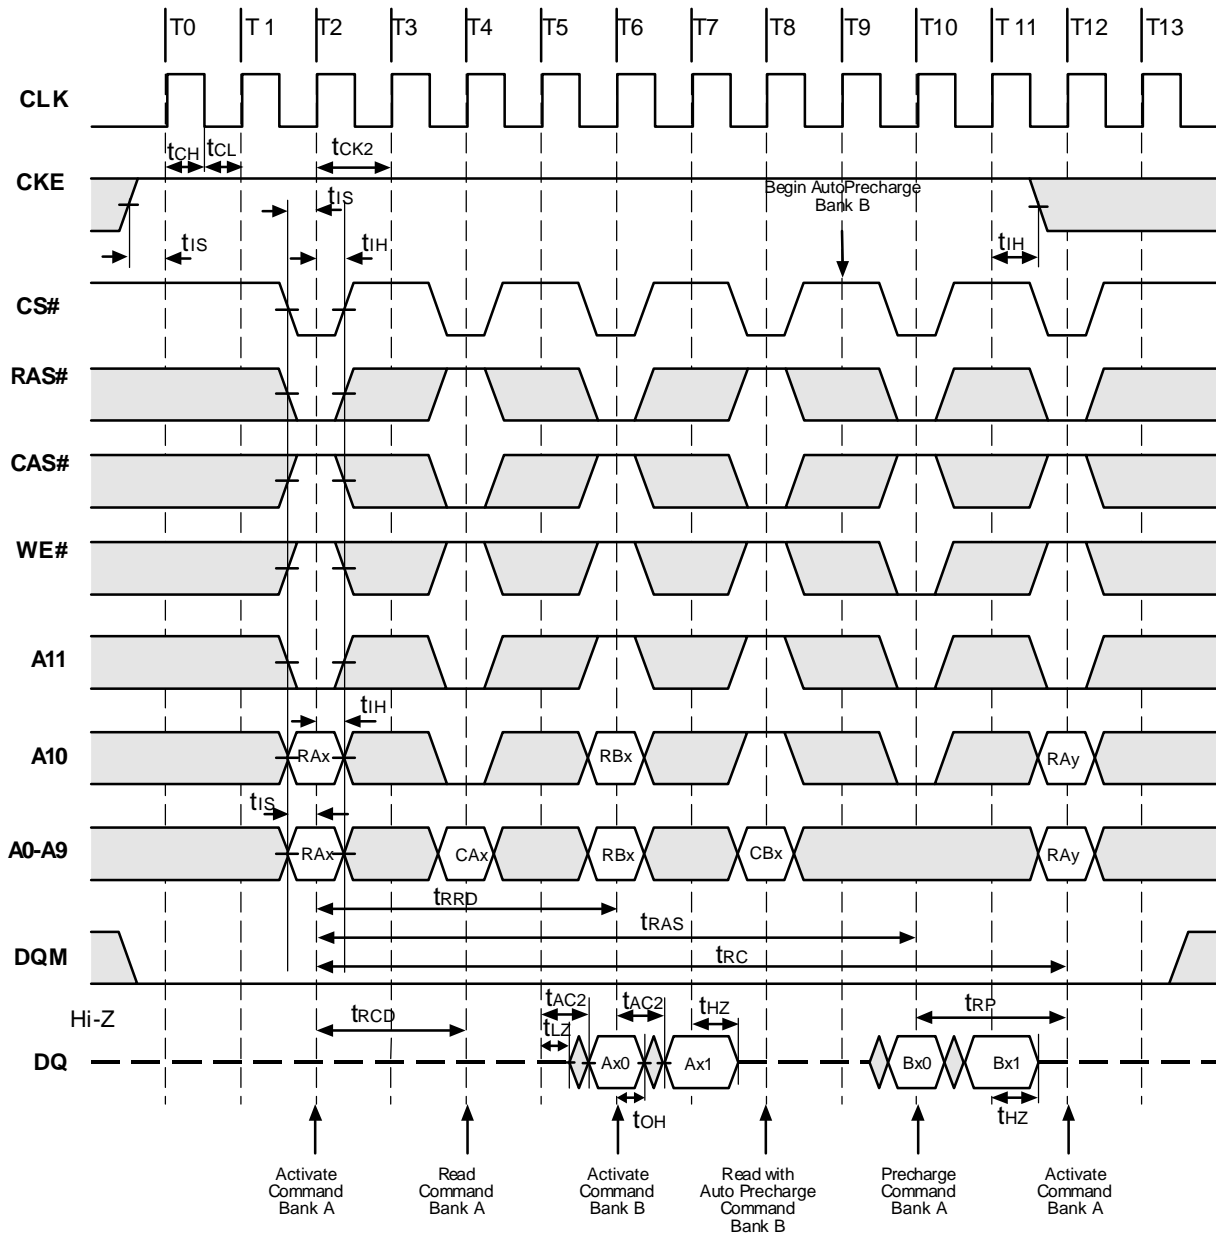 T0 T1 T2 T3 T4 T5 T6 T7 T8 T9 T10 T11 T12 T13
CLK
tCH tCL tCK2
CKE
tIS
Begin AutoPrecharge
Bank B
tIS tIH tIH
CS#
RAS#
CAS#
WE#
A11
tIH
A10 RAx RBx RAy
tIS
A0-A9 RAx CAx RBx CBx RAy
tRRD
tRAS
DQM
tRC
Hi-Z
tRCD tAC2 tAC2 tHZ tRP
tLZ
DQ Ax0 Ax1 Bx0 Bx1
tOH tHZ
Activate
Command
Bank A
Read
Command
Bank A
Activate
Command
Bank B
Read with
Auto Precharge
Command
Bank B
Precharge
Command
Bank A
Activate
Command
Bank A